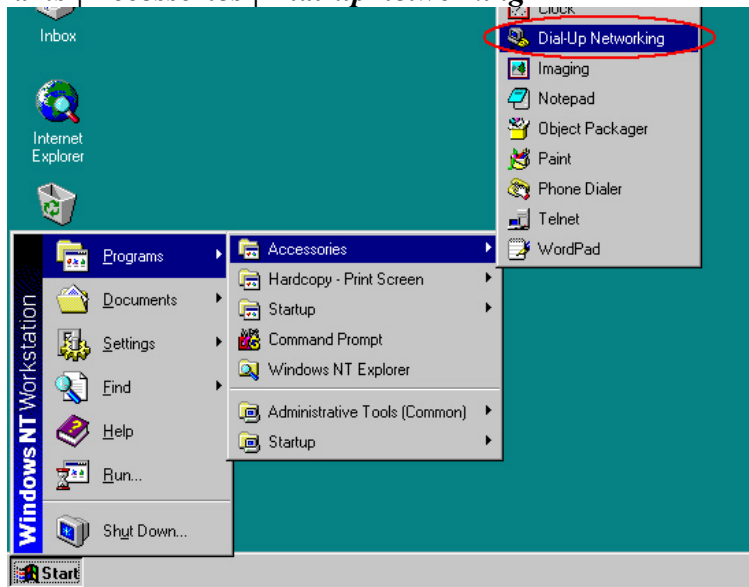 Accessories
Clock
Inbox
Dial-Up Networking
Imaging
Notepad
Internet
Explorer
Object Packager
Paint
Phone Dialer
Telnet
WordPad
Programs
Documents
Settings
Find
Help
Run...
Shut Down...
Accessories
Hardcopy - Print Screen
Startup
Command Prompt
Windows NT Explorer
Administrative Tools (Common)
Startup
Windows NT Workstation
Start